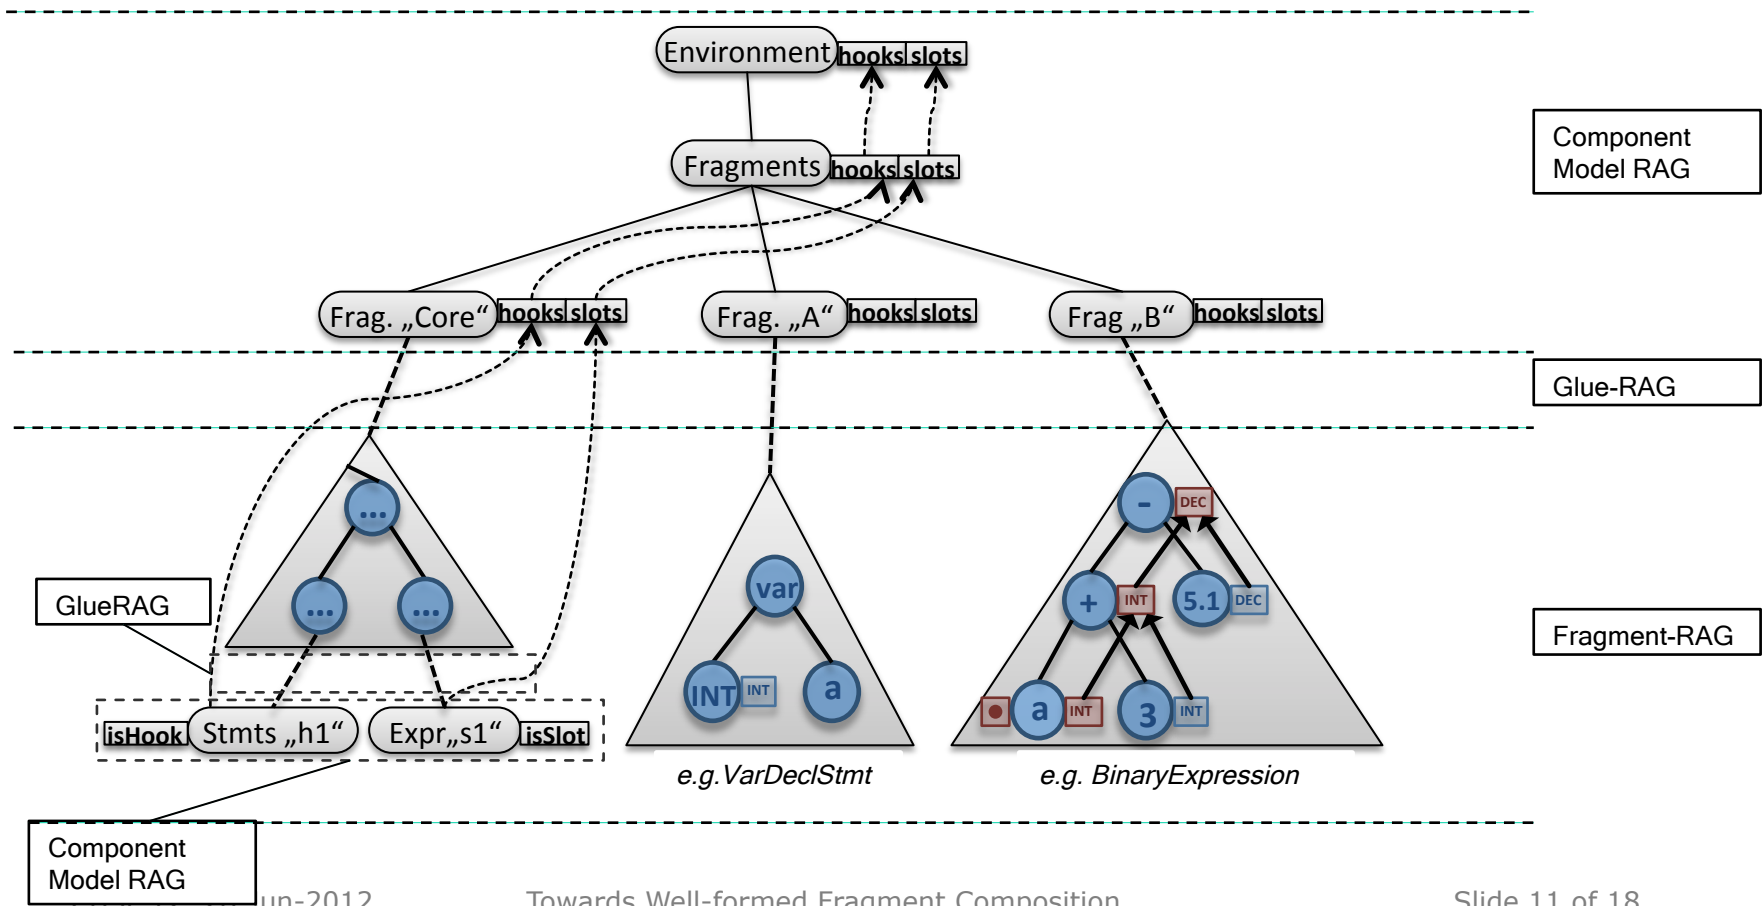 Environment hooks slots
Component
Model RAG
Fragments hooks slots
Frag. „Core“ hooks slots
Frag. „A“ hooks slots
Frag „B“ hooks slots
Glue-RAG
...
- DEC
GlueRAG
... ...
var
+ INT 5.1 DEC
Fragment-RAG
INT INT a
a INT 3 INT
isHook Stmts „h1“ Expr„s1“ isSlot
e.g.VarDeclStmt
e.g. BinaryExpression
Component
Model RAG
un-2012
Towards Well-formed Fragment Composition
Slide 11 of 18